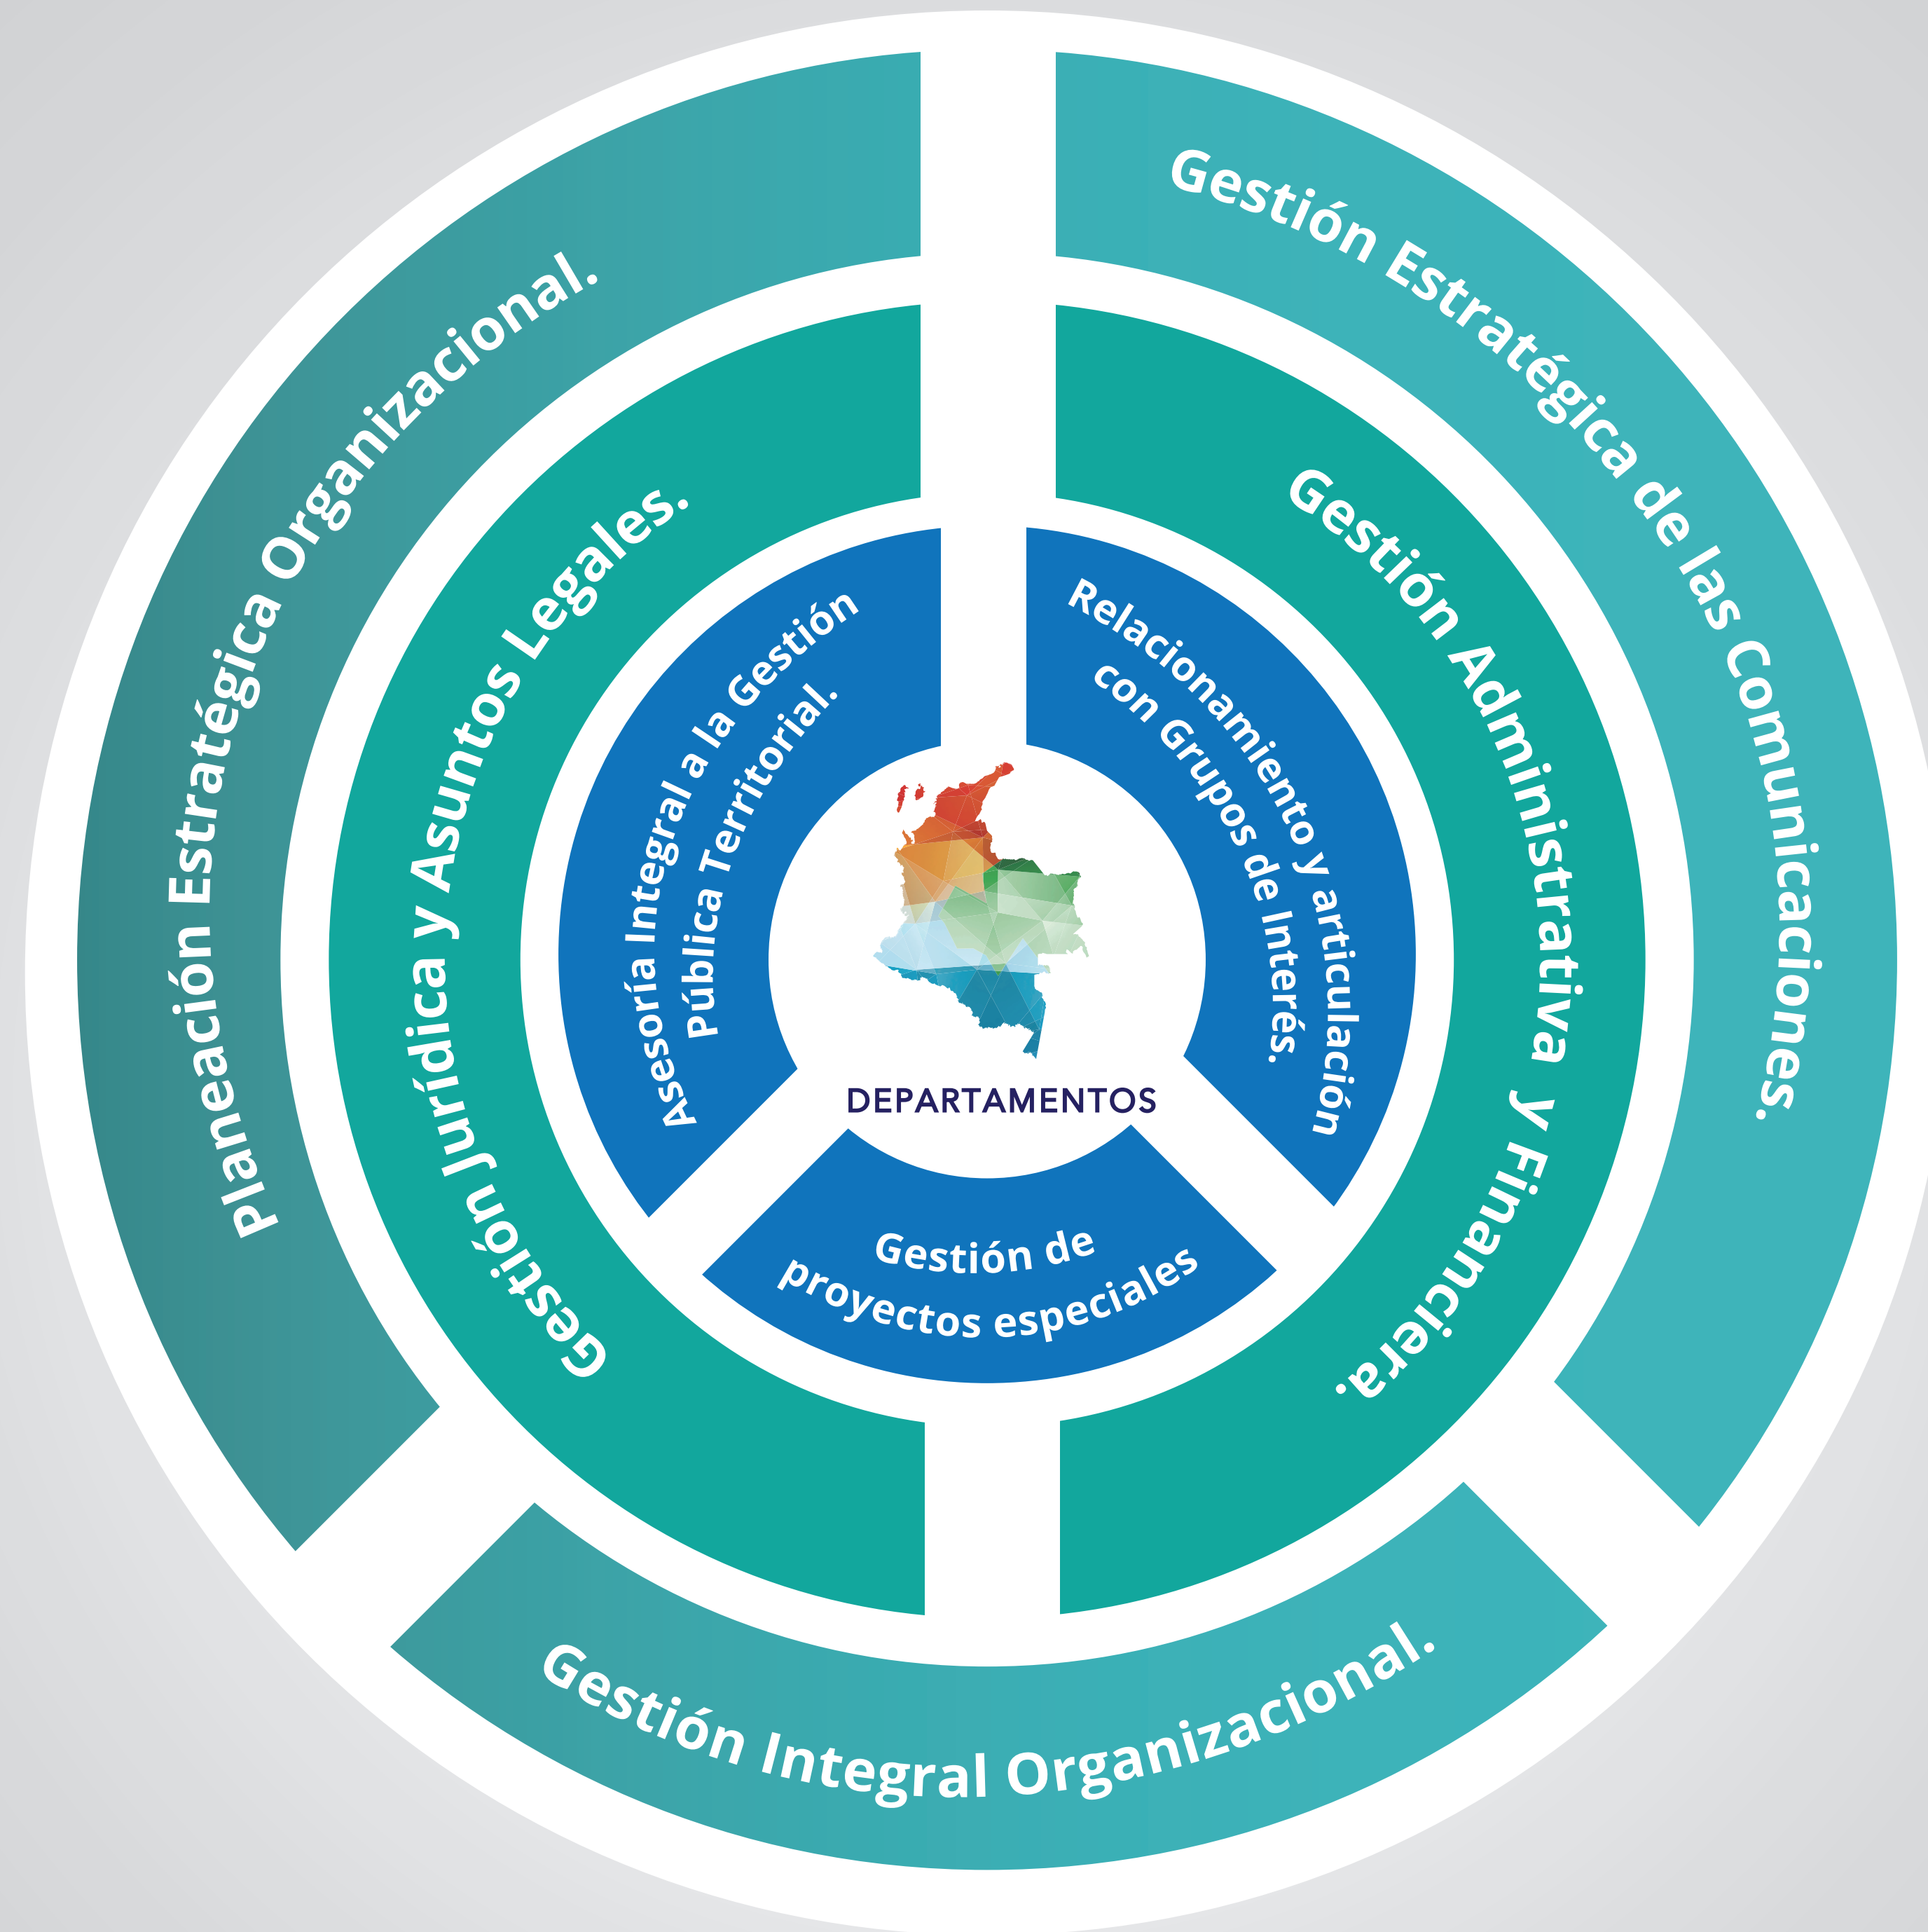 Planeación Estratégica Organizacional.
Gestión Estratégica de las Comunicaciones.
Gestión Integral Organizacional.
Gestión Jurídica y Asuntos Legales.
Gestión Administrativa y Financiera.
Asesoría Integral a la Gestión
Pública Territorial.
Relacionamiento y articulación
con Grupos de Interés.
Gestión de
proyectos especiales
DEPARTAMENTOS